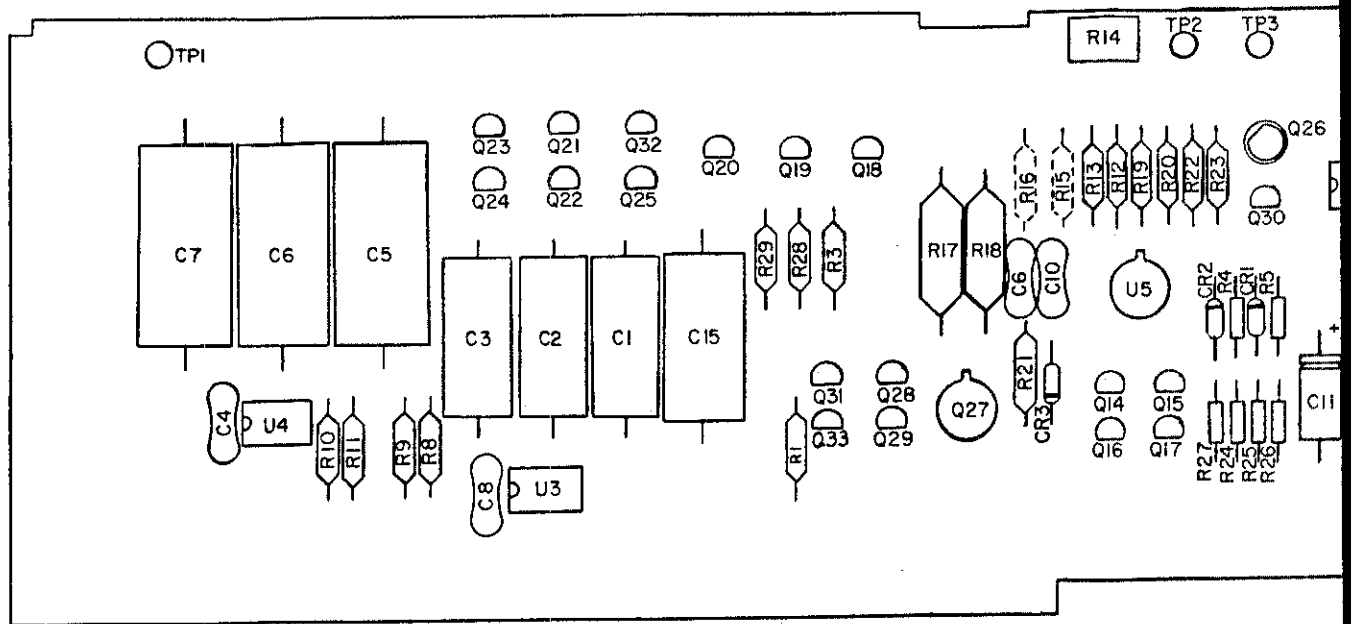 TP1
R14
TP2
TP3
Q23
Q21
Q32
Q20
Q19
Q18
Q26
Q24
Q22
Q25
Q30
R16
R15
R13
R12
R19
R20
R22
R23
C7
C6
C5
R29
R28
R3
R17
R18
C6
C10
U5
CR2
R4
CR1
R5
C3
C2
C1
C15
+
Q31
Q28
Q33
Q29
Q27
R21
CR3
Q14
Q15
Q16
Q17
C11
C4
U4
R10
R11
R9
R8
R1
R27
R24
R25
R26
C8
U3